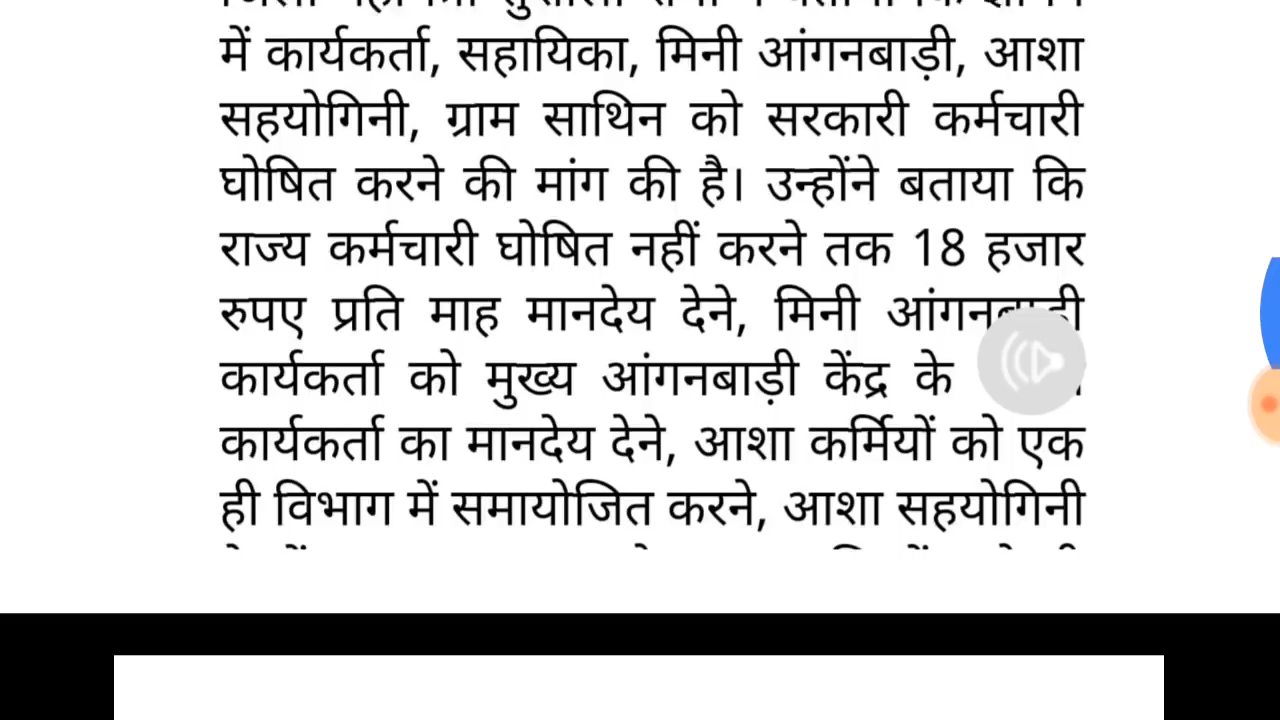 में कार्यकर्ता, सहायिका, मिनी आंगनबाड़ी, आशा
सहयोगिनी, ग्राम साथिन को सरकारी कर्मचारी
घोषित करने की मांग की है। उन्होंने बताया कि
राज्य कर्मचारी घोषित नहीं करने तक 18 हजार
रुपए प्रति माह मानदेय देने, मिनी आंगनबाड़ी
कार्यकर्ता को मुख्य आंगनबाड़ी केंद्र के
कार्यकर्ता का मानदेय देने, आशा कर्मियों को एक
ही विभाग में समायोजित करने, आशा सहयोगिनी